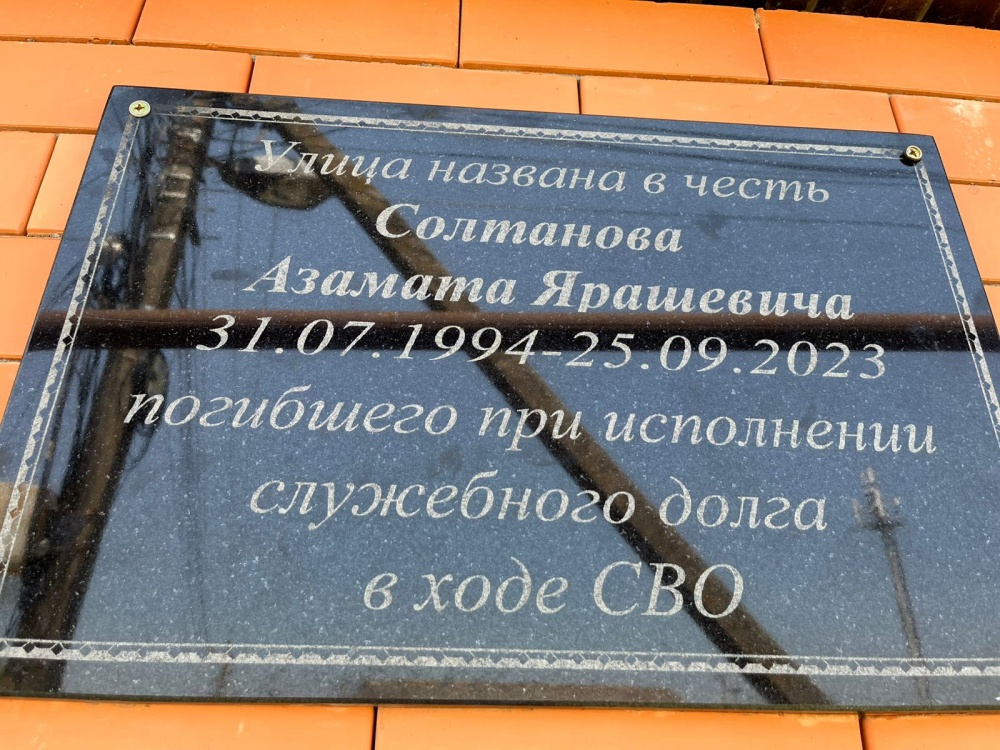 Улица названа в честь
Солтанова
Азамата Ярашевича
31.07.1994-25.09.2023
погибшего при исполнении
служебного долга
в ходе СВО